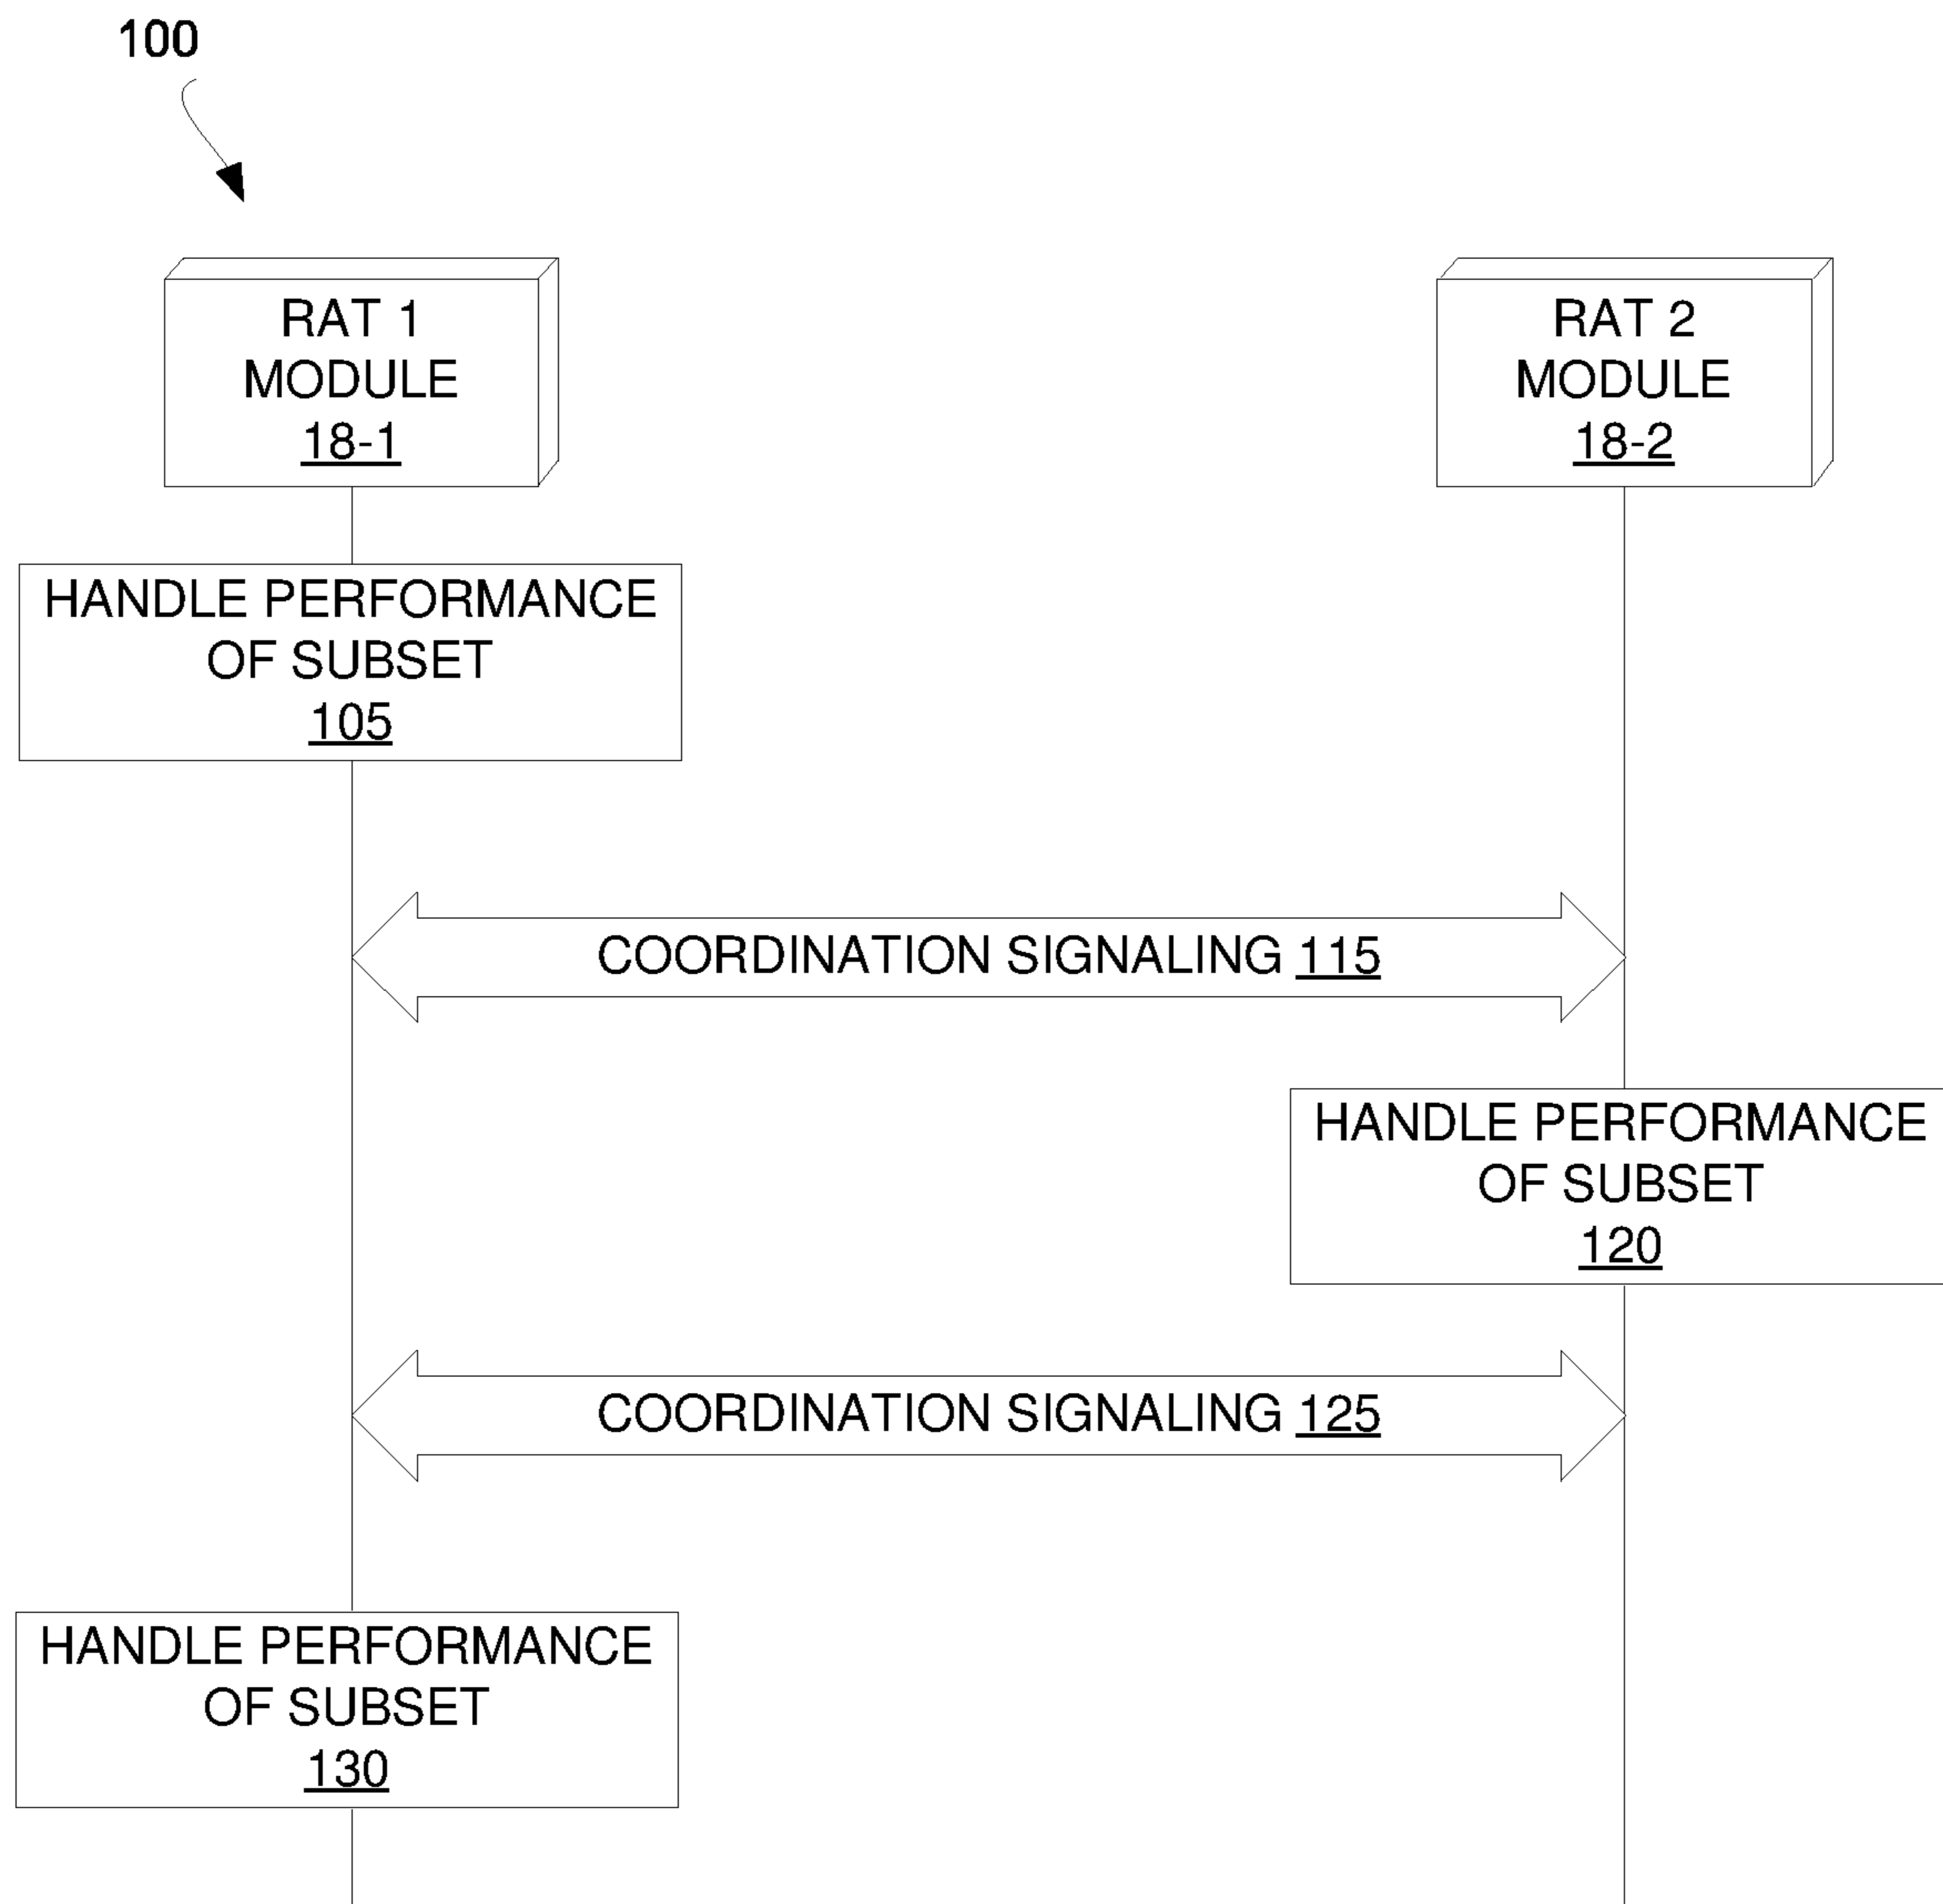 100
RAT 1
MODULE
18-1
RAT 2
MODULE
18-2
HANDLE PERFORMANCE
OF SUBSET
105
COORDINATION SIGNALING 115
HANDLE PERFORMANCE
OF SUBSET
120
COORDINATION SIGNALING 125
HANDLE PERFORMANCE
OF SUBSET
130